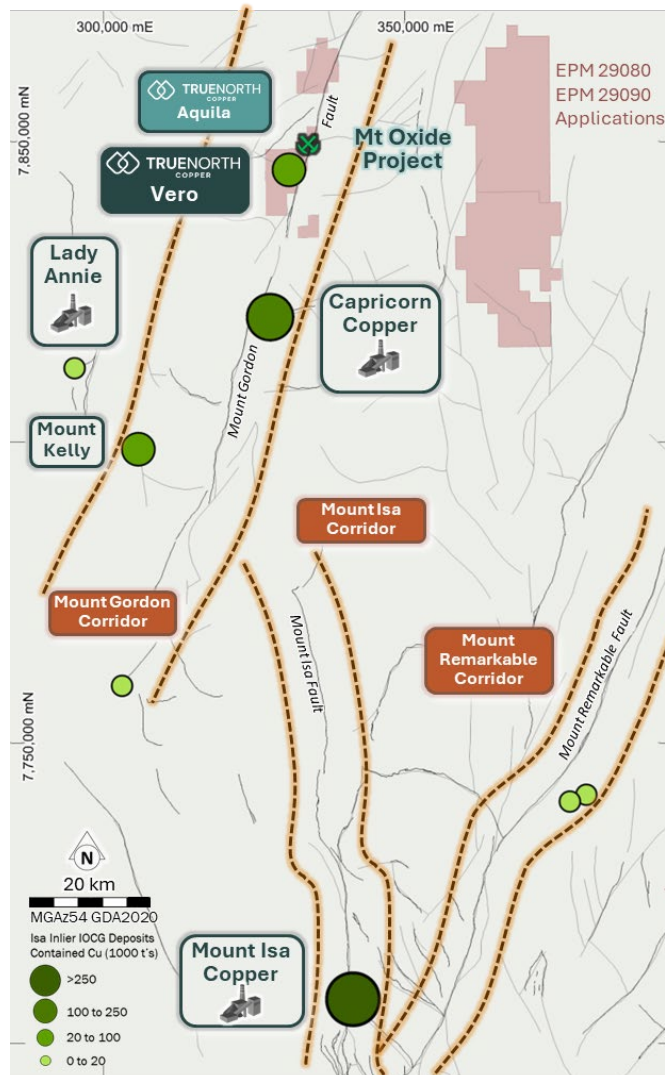 300,000 mE
350,000 mE
TRUENORTH
COPPER
Aquila
Fault
EPM 29080
EPM 29090
Applications
7,850,000 mN
Mt Oxide
Project
TRUENORTH
COPPER
Vero
Lady
Annie
Capricorn
Copper
Mount Gordon
Mount
Kelly
Mount Isa
Corridor
Mount Gordon
Corridor
Mount Isa Fault
Mount
Remarkable
Corridor
Mount Remarkable Fault
7,750,000 mN
N
20 km
MGAz54 GDA2020
Isa Inlier IOCG Deposits
Contained Cu (1000 t's)
>250
100 to 250
20 to 100
0 to 20
Mount Isa
Copper